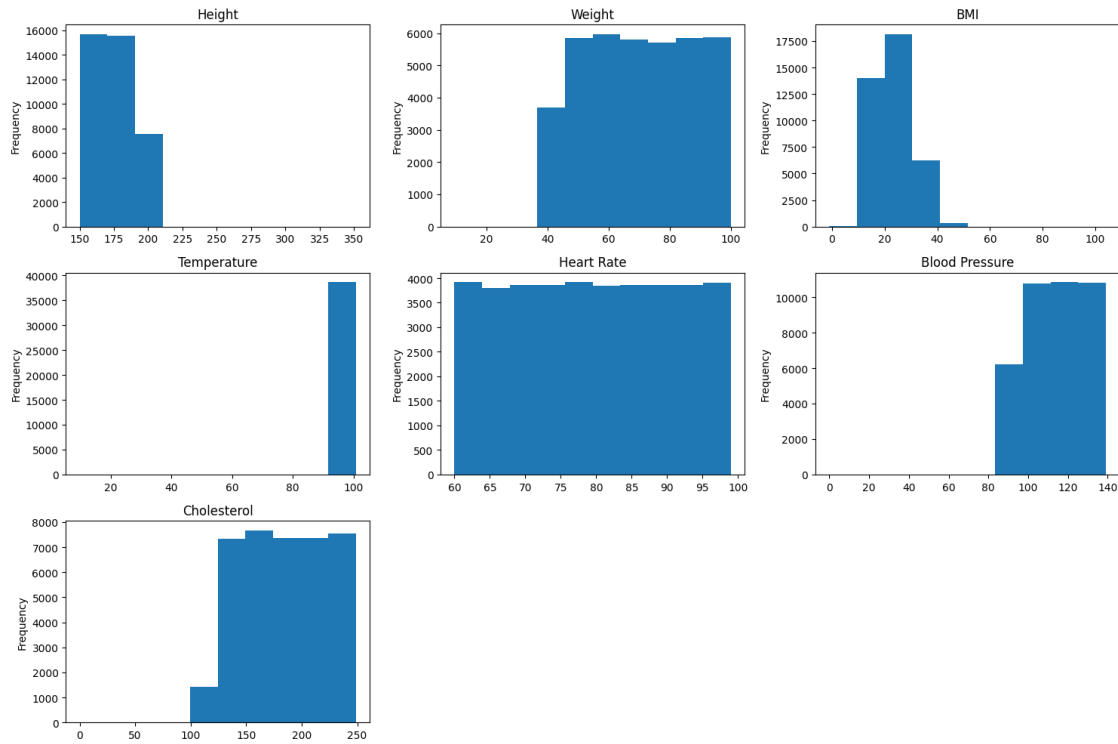 Height
Frequency
16000
14000
12000
10000
8000
6000
4000
2000
0
150 175 200 225 250 275 300 325 350
Weight
Frequency
6000
5000
4000
3000
2000
1000
0
20 40 60 80 100
BMI
Frequency
17500
15000
12500
10000
7500
5000
2500
0
0 20 40 60 80 100
Temperature
Frequency
40000
35000
30000
25000
20000
15000
10000
5000
0
20 40 60 80 100
Heart Rate
Frequency
4000
3500
3000
2500
2000
1500
1000
500
0
60 65 70 75 80 85 90 95 100
Blood Pressure
Frequency
10000
8000
6000
4000
2000
0
0 20 40 60 80 100 120 140
Cholesterol
Frequency
8000
7000
6000
5000
4000
3000
2000
1000
0
0 50 100 150 200 250